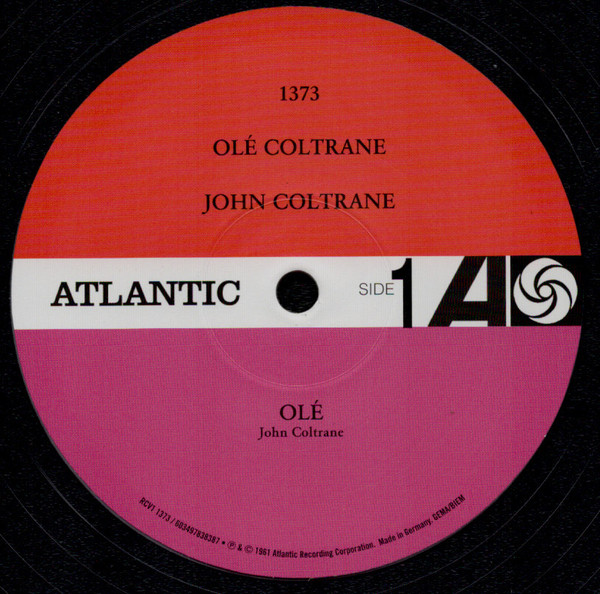 1373
OLÉ COLTRANE
JOHN COLTRANE
ATLANTIC
SIDE 1 A
OLÉ
John Coltrane
RCV1 1373 / 603497838387 • ℗ & © 1961 Atlantic Recording Corporation. Made in Germany. GEMA/BIEM